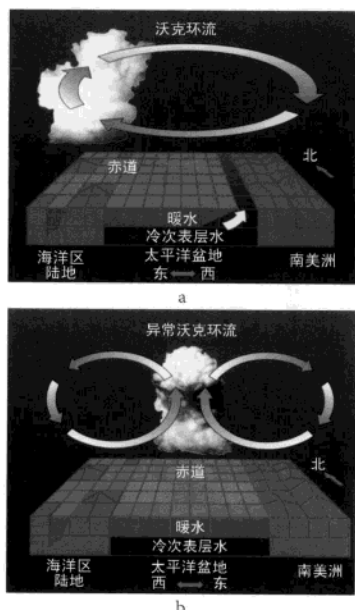 沃克环流
北
赤道
暖水
冷次表层水
海洋区
陆地
太平洋盆地
东 西
南美洲
a
异常沃克环流
北
赤道
暖水
冷次表层水
海洋区
陆地
太平洋盆地
西 东
南美洲
b